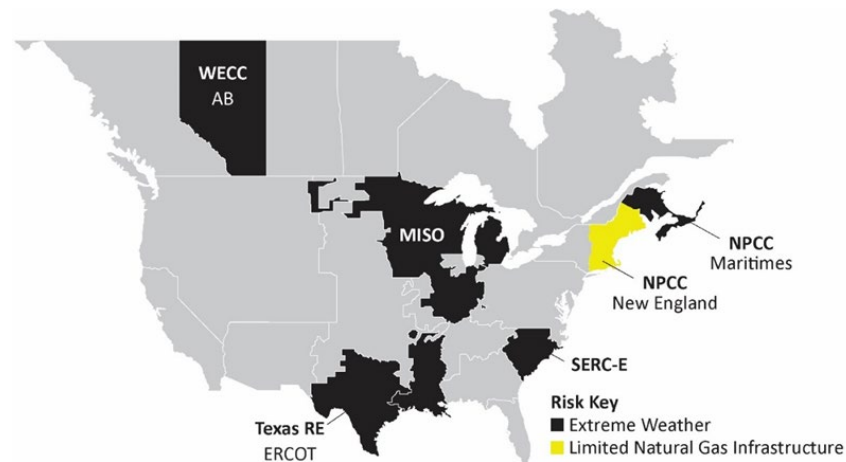 WECC
AB
MISO
NPCC
Maritimes
NPCC
New England
SERC-E
Texas RE
ERCOT
Risk Key
Extreme Weather
Limited Natural Gas Infrastructure